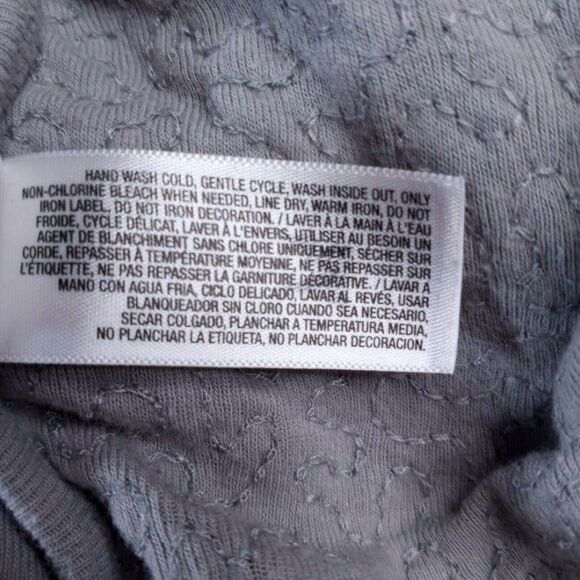 HAND WASH COLD, GENTLE CYCLE, WASH INSIDE OUT, ONLY
NON-CHLORINE BLEACH WHEN NEEDED, LINE DRY, WARM IRON, DO NOT
IRON LABEL, DO NOT IRON DECORATION. / LAVER À LA MAIN À L'EAU
FROIDE, CYCLE DÉLICAT, LAVER À L'ENVERS, UTILISER AU BESOIN UN
AGENT DE BLANCHIMENT SANS CHLORE UNIQUEMENT, SÉCHER SUR
CORDE, REPASSER À TEMPÉRATURE MOYENNE, NE PAS REPASSER SUR
L'ÉTIQUETTE, NE PAS REPASSER LA GARNITURE DÉCORATIVE. / LAVAR A
MANO CON AGUA FRIA, CICLO DELICADO, LAVAR AL REVÉS, USAR
BLANQUEADOR SIN CLORO CUANDO SEA NECESARIO,
SECAR COLGADO, PLANCHAR A TEMPERATURA MEDIA,
NO PLANCHAR LA ETIQUETA, NO PLANCHAR DECORACION.